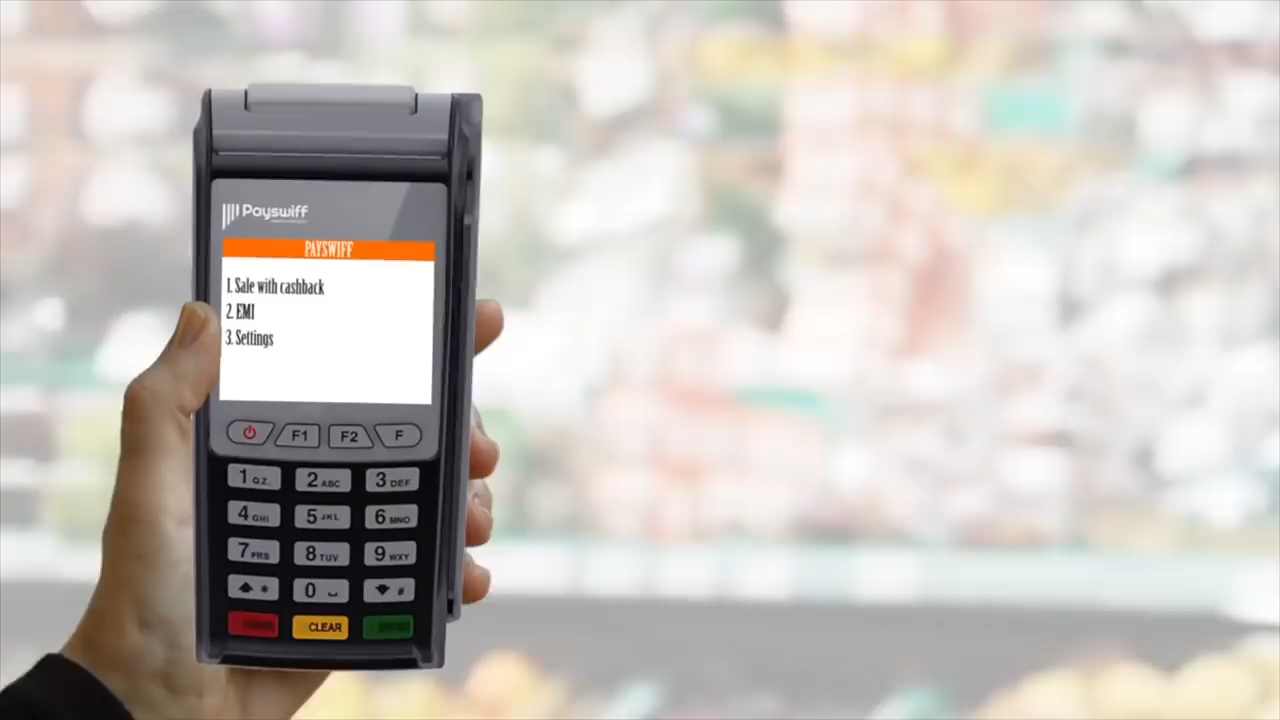 Payswiff
PAYSWIFF
1. Sale with cashback
2. EMI
3. Settings
F1 F2 F
1 QZ. 2 ABC 3 DEF
4 GHI 5 JKL 6 MNO
7 PRS 8 TUV 9 WXY
* 0 #
CLEAR